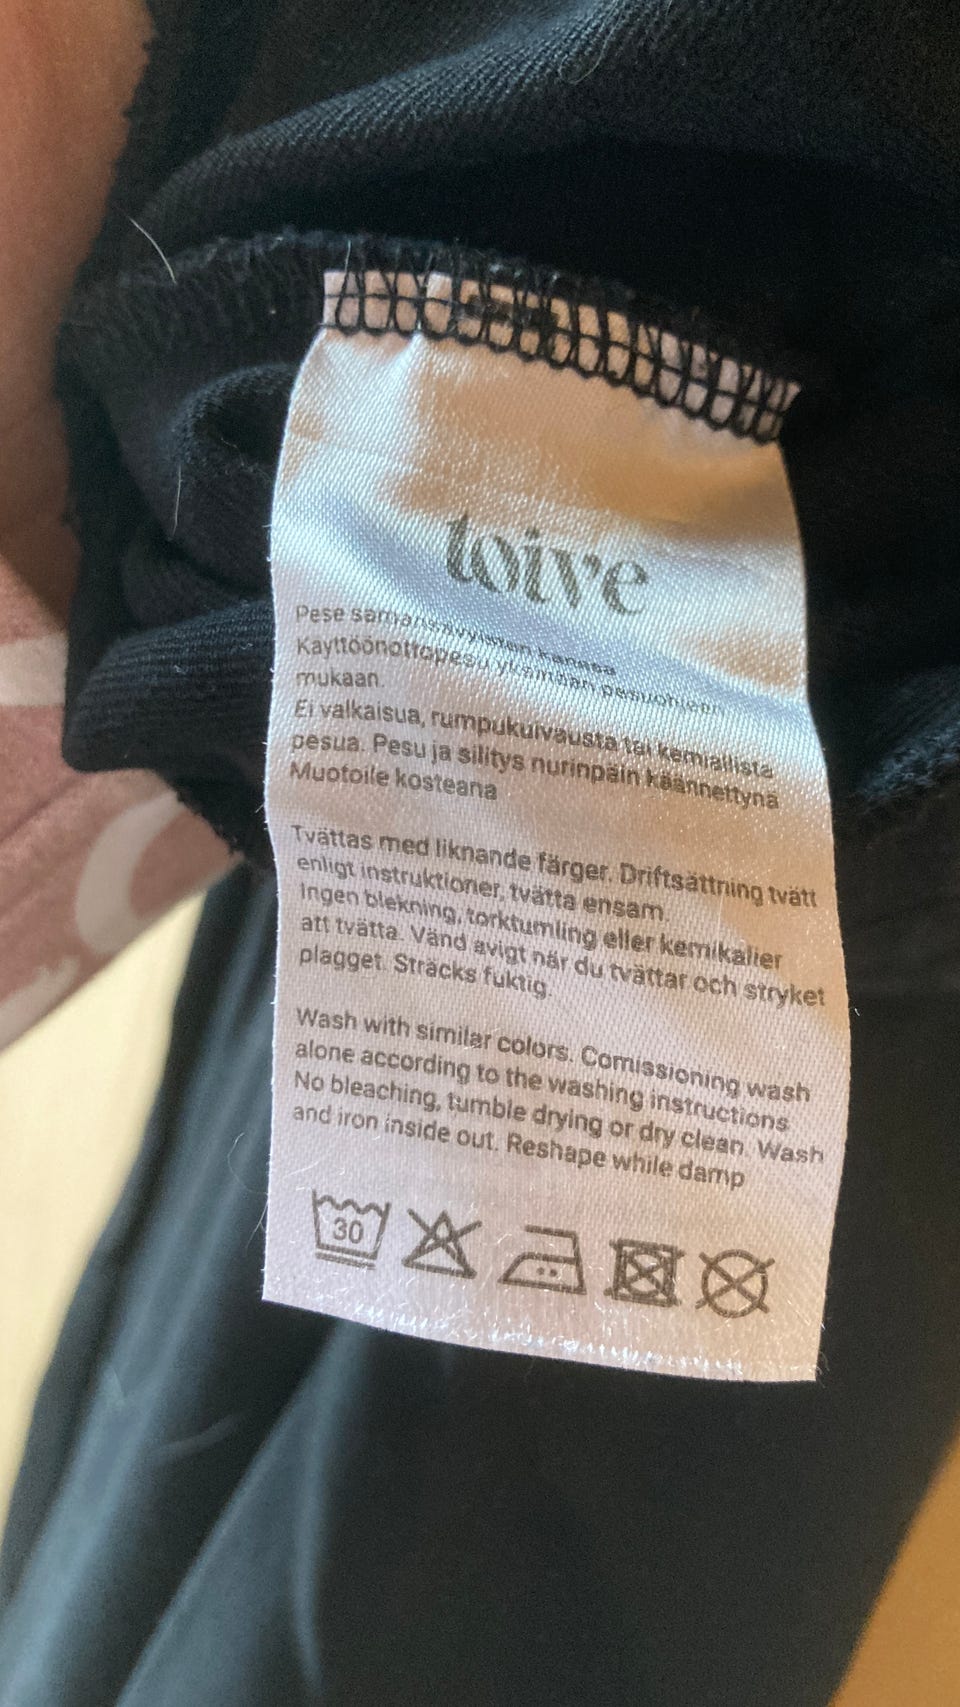 toive
Pese samansävyisten kanssa
Käyttöönottopesu yksinään pesuohjeen
mukaan.
Ei valkaisua, rumpukuivausta tai kemiallista
pesua. Pesu ja silitys nurinpäin käännettynä
Muotoile kosteana
Tvättas med liknande färger. Driftsättning tvätt
enligt instruktioner, tvätta ensam.
Ingen blekning, torktumling eller kemikalier
att tvätta. Vänd avigt när du tvättar och stryket
plagget. Sträcks fuktig.
Wash with similar colors. Comissioning wash
alone according to the washing instructions
No bleaching, tumble drying or dry clean. Wash
and iron inside out. Reshape while damp
30